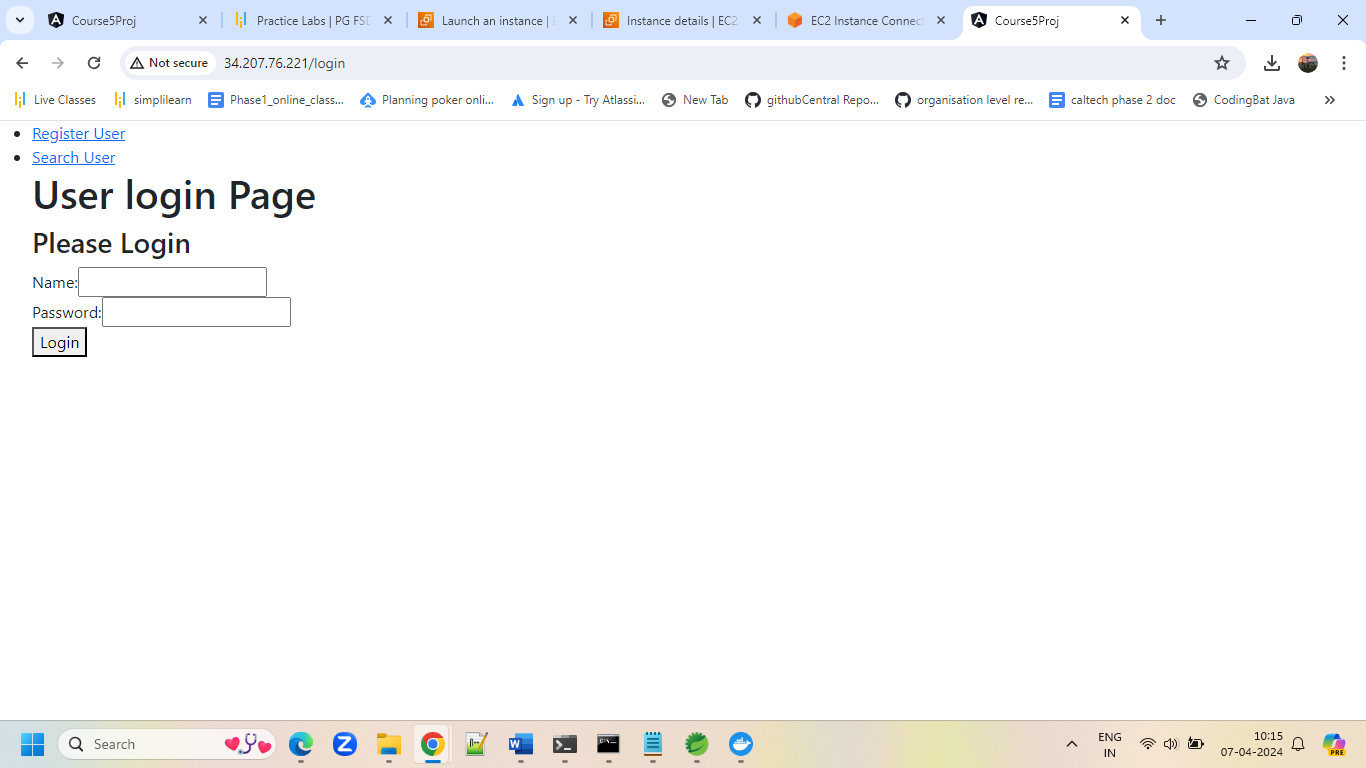 Course5Proj
Practice Labs | PG FSD
Launch an instance | E
Instance details | EC2
EC2 Instance Connect
Course5Proj
Not secure
34.207.76.221/login
Live Classes
simplilearn
Phase1_online_class...
Planning poker onli...
Sign up - Try Atlassi...
New Tab
githubCentral Repo...
organisation level re...
caltech phase 2 doc
CodingBat Java
Register User
Search User
User login Page
Please Login
Name:
Password:
Login
Search
ENG
IN
10:15
07-04-2024
PRE